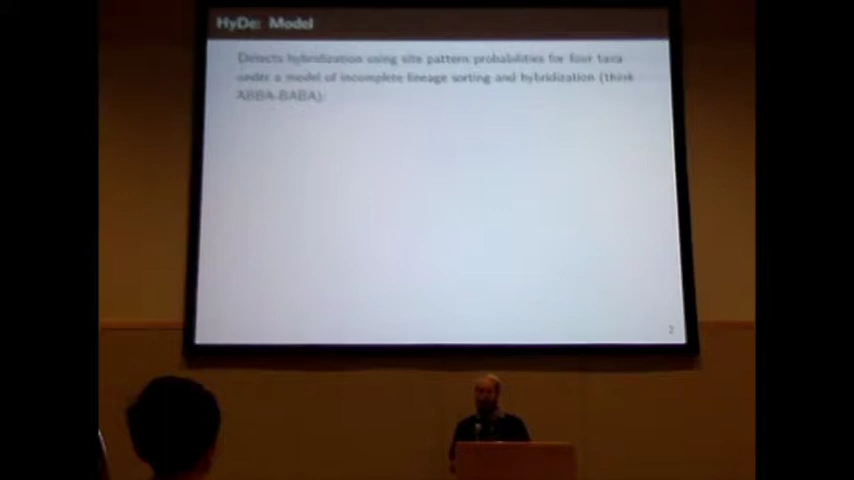 HyDe: Model
Detects hybridization using site pattern probabilities for four taxa
under a model of incomplete lineage sorting and hybridization (think
ABBA-BABA):
2